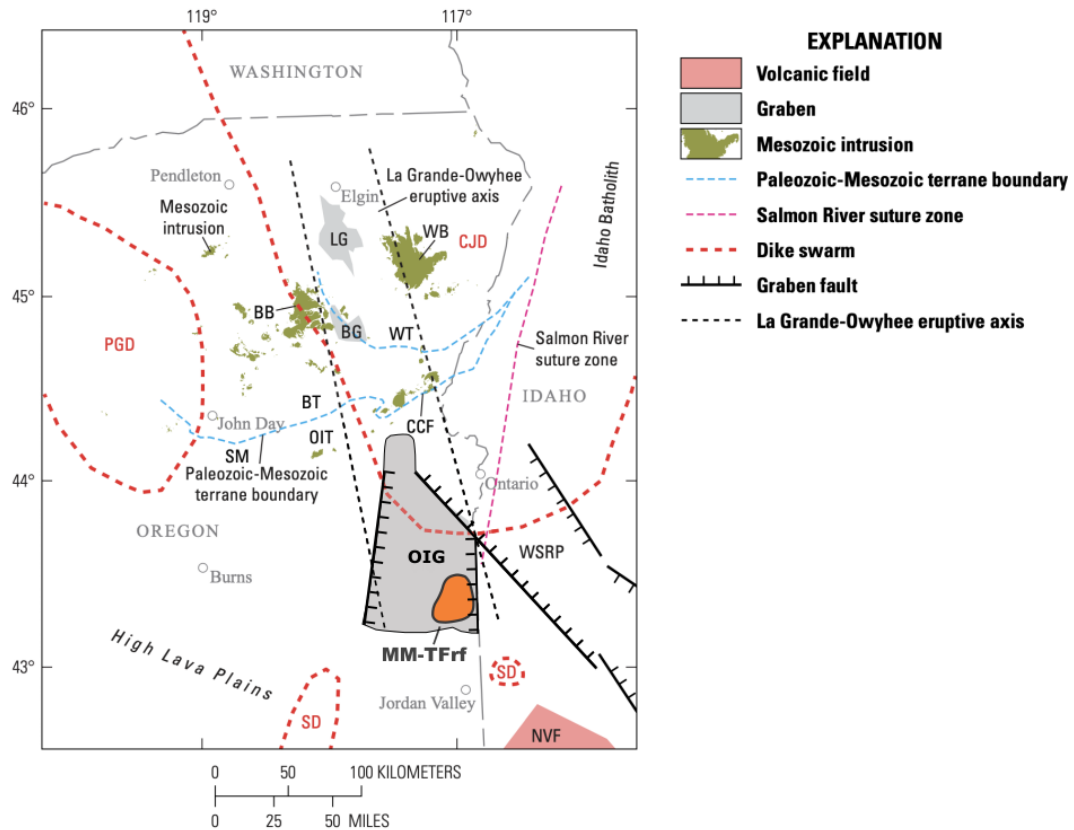 119°
117°
EXPLANATION
Volcanic field
Graben
Mesozoic intrusion
Paleozoic-Mesozoic terrane boundary
Salmon River suture zone
Dike swarm
Graben fault
La Grande-Owyhee eruptive axis
WASHINGTON
46°
Pendleton
Elgin
La Grande-Owyhee
eruptive axis
Idaho Batholith
Mesozoic
intrusion
LG
WB
CJD
45°
BB
BG
WT
PGD
Salmon River
suture zone
BT
IDAHO
John Day
OIT
CCF
SM
Paleozoic-Mesozoic
terrane boundary
44°
Ontario
OREGON
OIG
WSRP
Burns
MM-TFrf
High Lava Plains
43°
SD
Jordan Valley
SD
NVF
0 50 100 KILOMETERS
0 25 50 MILES